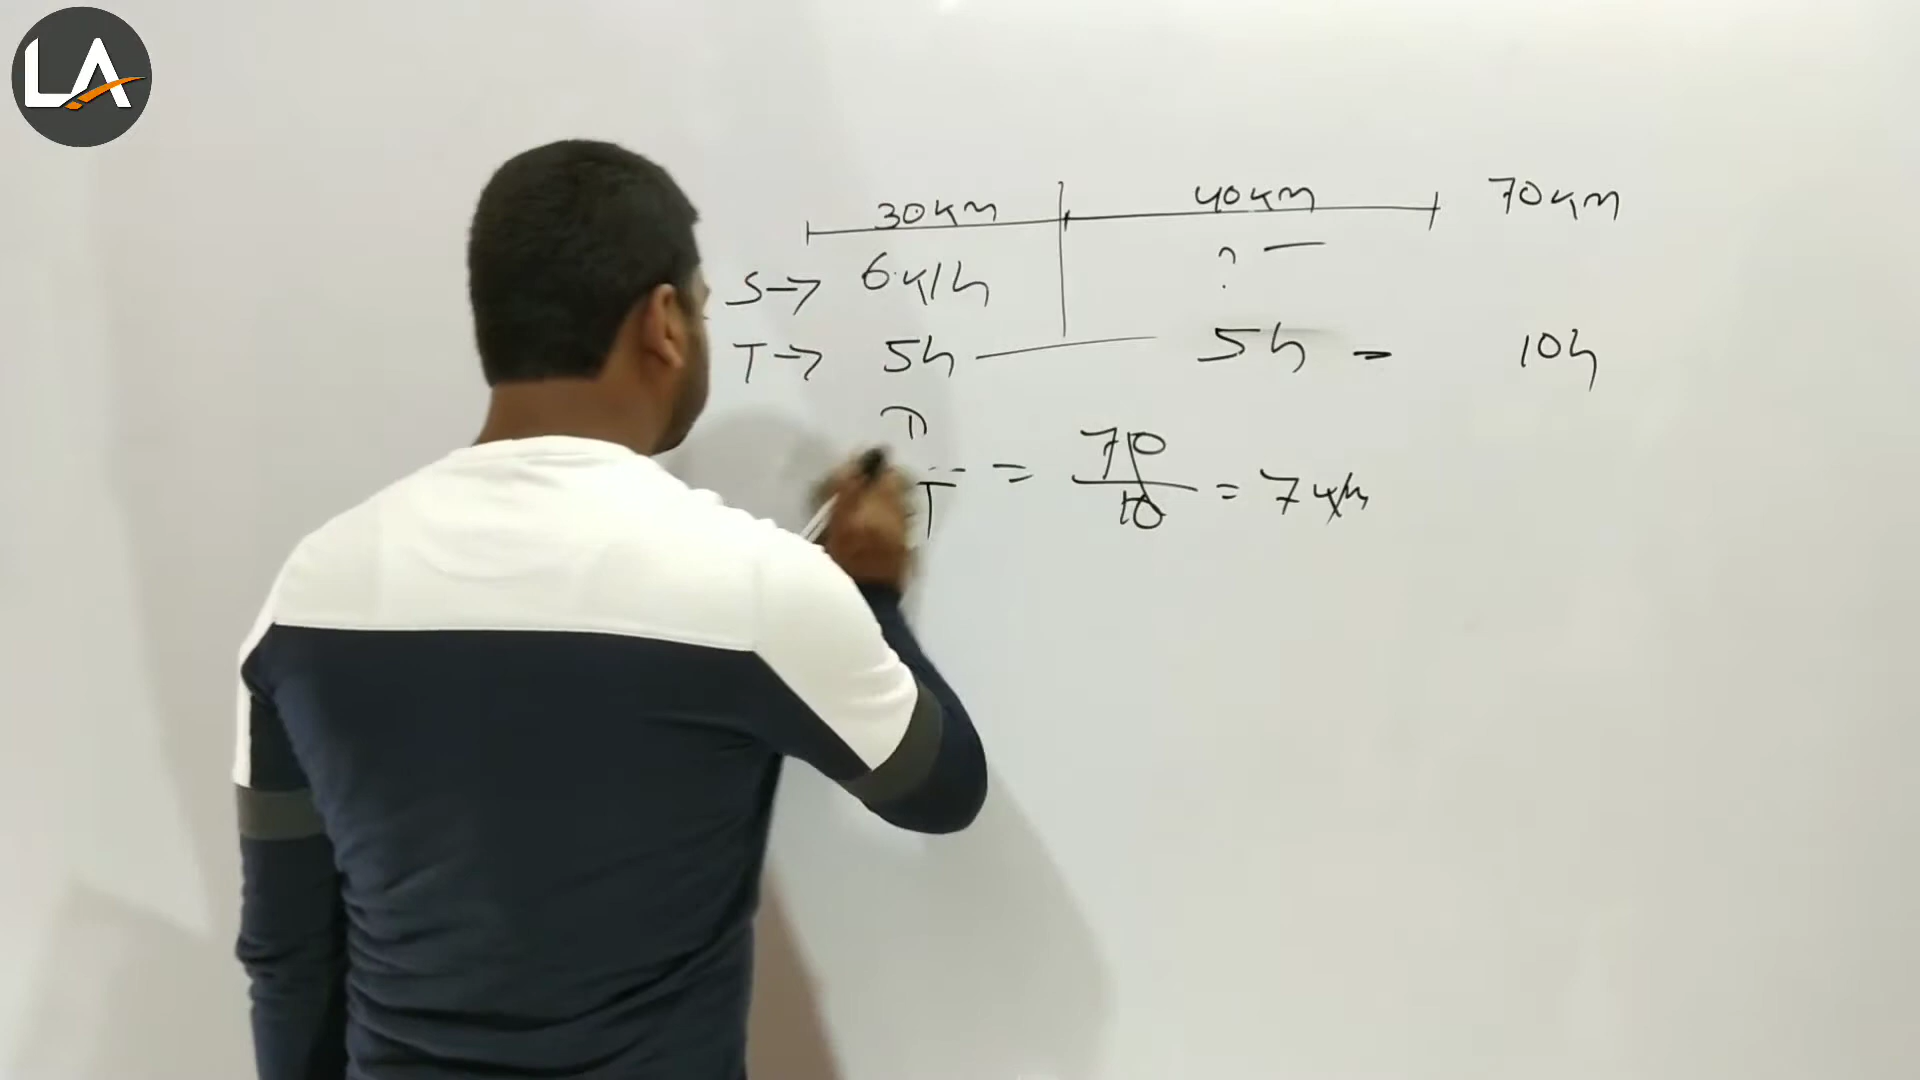 LA
30km 40km 70km
S→ 6k/h ? —
T→ 5h — 5h = 10h
D
T = 70/10 = 7k/h